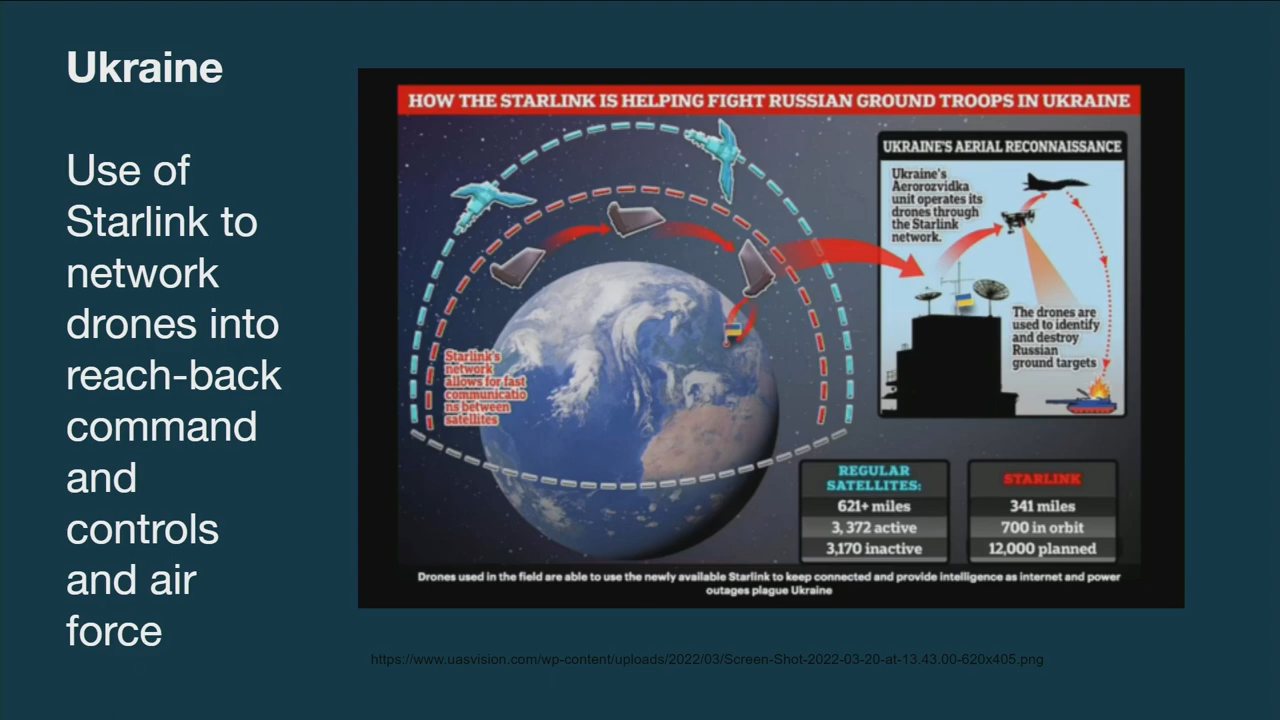 Ukraine
Use of
Starlink to
network
drones into
reach-back
command
and
controls
and air
force
HOW THE STARLINK IS HELPING FIGHT RUSSIAN GROUND TROOPS IN UKRAINE
UKRAINE'S AERIAL RECONNAISSANCE
Ukraine's
Aerorozvidka
unit operates its
drones through
the Starlink
network.
The drones are
used to identify
and destroy
Russian
ground targets
Starlink's
network
allows for fast
communicatio
ns between
satellites
REGULAR
SATELLITES:
621+ miles
3, 372 active
3,170 inactive
STARLINK
341 miles
700 in orbit
12,000 planned
Drones used in the field are able to use the newly available Starlink to keep connected and provide intelligence as internet and power
outages plague Ukraine
https://www.uasvision.com/wp-content/uploads/2022/03/Screen-Shot-2022-03-20-at-13.43.00-620x405.png